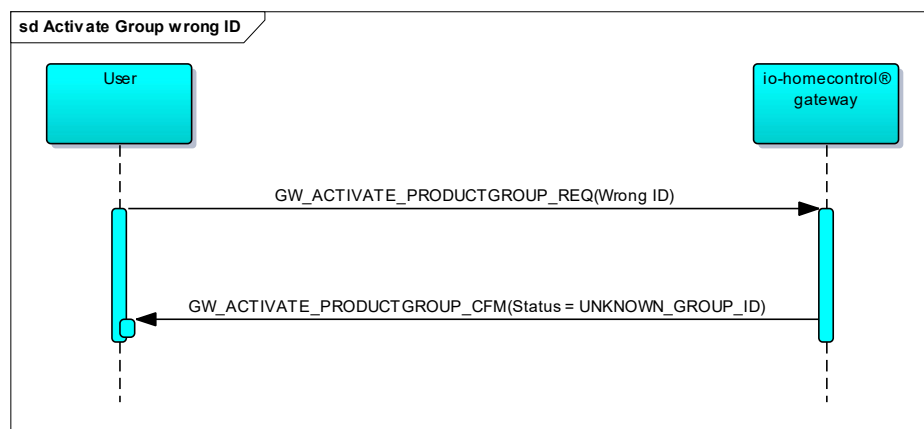 sd Activate Group wrong ID
User
io-homecontrol®
gateway
GW_ACTIVATE_PRODUCTGROUP_REQ(Wrong ID)
GW_ACTIVATE_PRODUCTGROUP_CFM(Status = UNKNOWN_GROUP_ID)